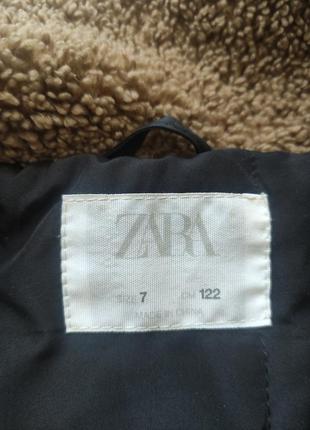 ZARA
SIZE 7 CM 122
MADE IN CHINA